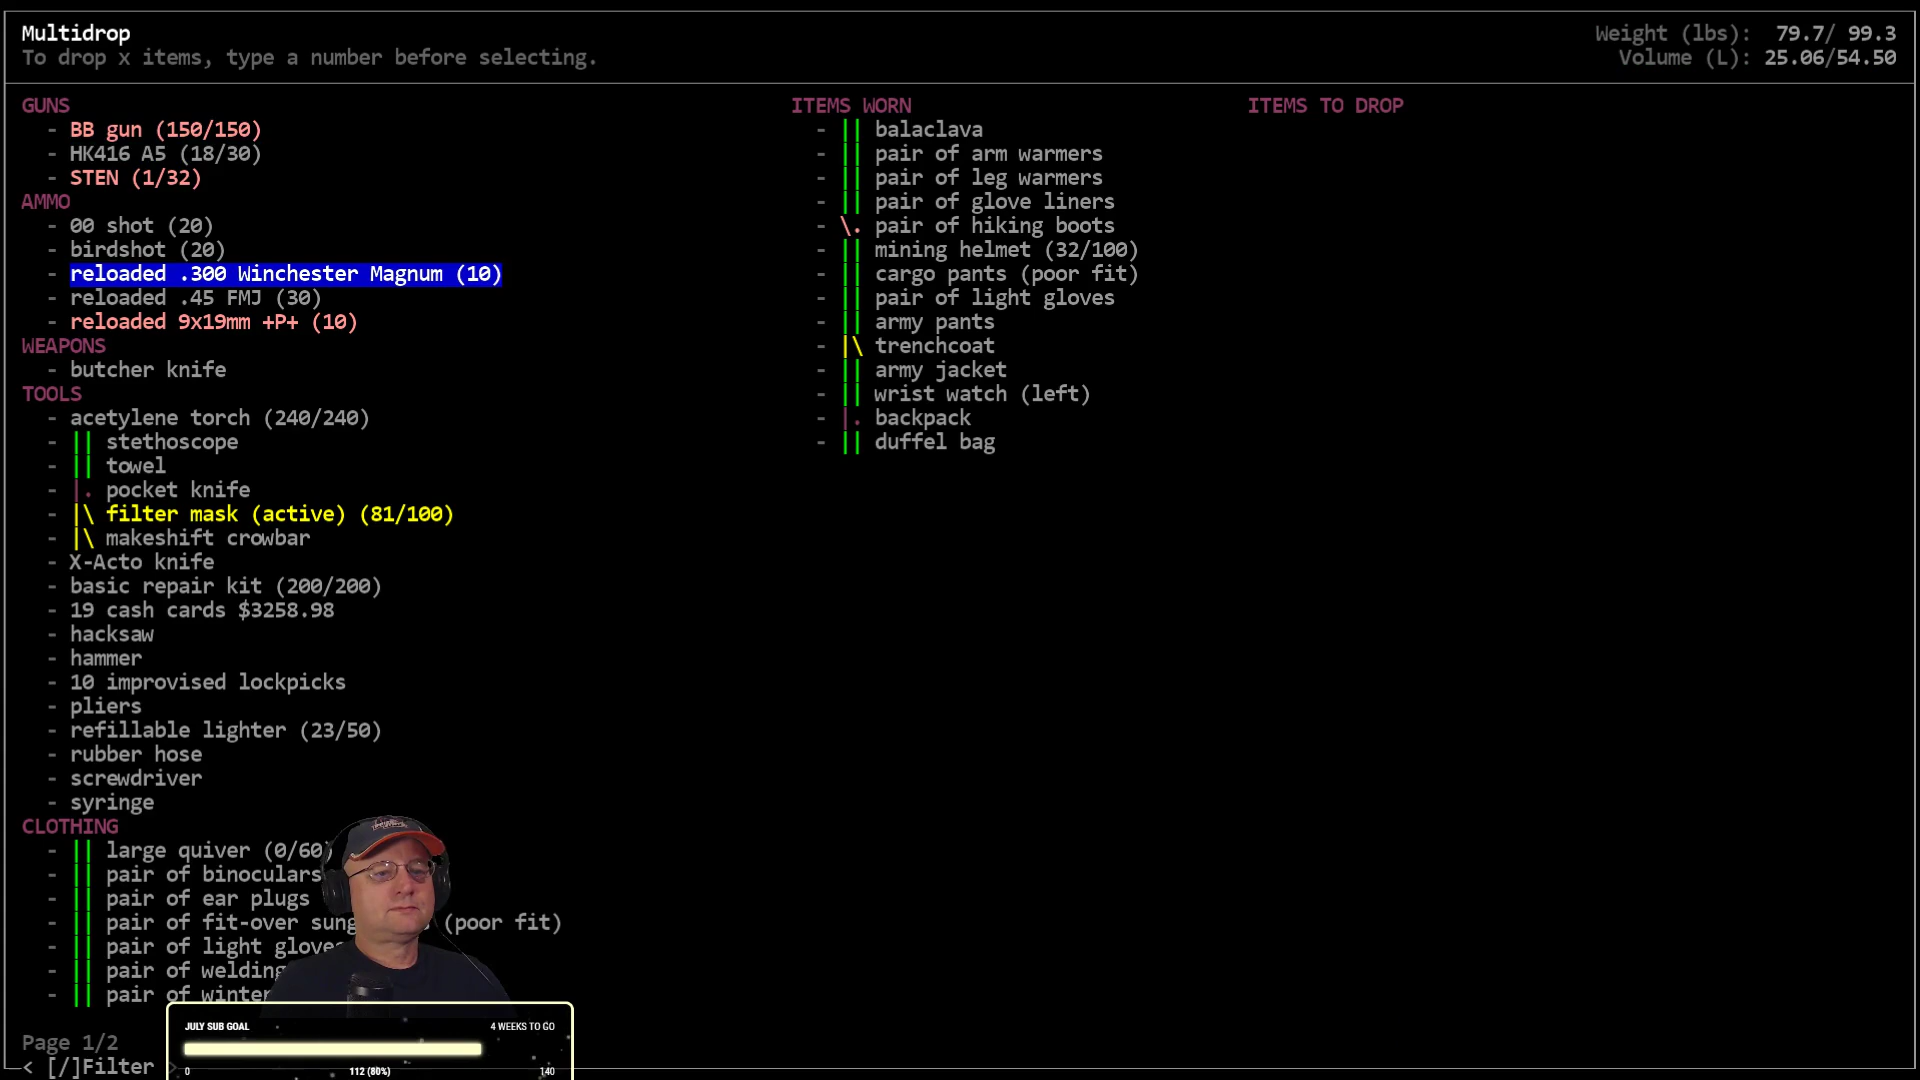 Multidrop
To drop x items, type a number before selecting.
Weight (lbs): 79.7/ 99.3
Volume (L): 25.06/54.50
GUNS
- BB gun (150/150)
- HK416 A5 (18/30)
- STEN (1/32)
AMMO
- 00 shot (20)
- birdshot (20)
- reloaded .300 Winchester Magnum (10)
- reloaded .45 FMJ (30)
- reloaded 9x19mm +P+ (10)
WEAPONS
- butcher knife
TOOLS
- acetylene torch (240/240)
- || stethoscope
- || towel
- |. pocket knife
- |\ filter mask (active) (81/100)
- |\ makeshift crowbar
- X-Acto knife
- basic repair kit (200/200)
- 19 cash cards $3258.98
- hacksaw
- hammer
- 10 improvised lockpicks
- pliers
- refillable lighter (23/50)
- rubber hose
- screwdriver
- syringe
CLOTHING
- || large quiver (0/60)
- || pair of binoculars
- || pair of ear plugs
- || pair of fit-over (poor fit)
- || pair of light gloves
- || pair of welding
- || pair of winter
Page 1/2
< [/]Filter
ITEMS WORN
- || balaclava
- || pair of arm warmers
- || pair of leg warmers
- || pair of glove liners
- \. pair of hiking boots
- || mining helmet (32/100)
- || cargo pants (poor fit)
- || pair of light gloves
- || army pants
- |\ trenchcoat
- || army jacket
- || wrist watch (left)
- |. backpack
- || duffel bag
ITEMS TO DROP
JULY SUB GOAL
4 WEEKS TO GO
0
112 (80%)
140